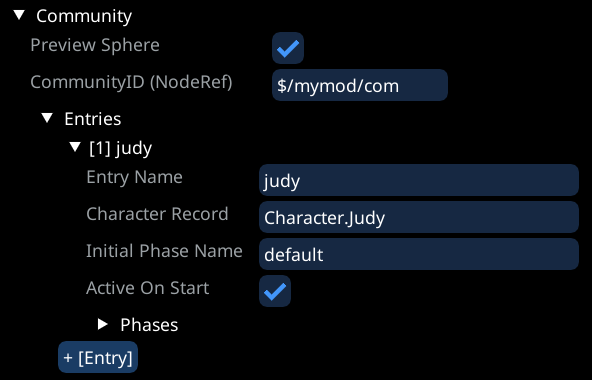 Community
Preview Sphere
CommunityID (NodeRef) $/mymod/com
Entries
[1] judy
Entry Name judy
Character Record Character.Judy
Initial Phase Name default
Active On Start
Phases
+ [Entry]